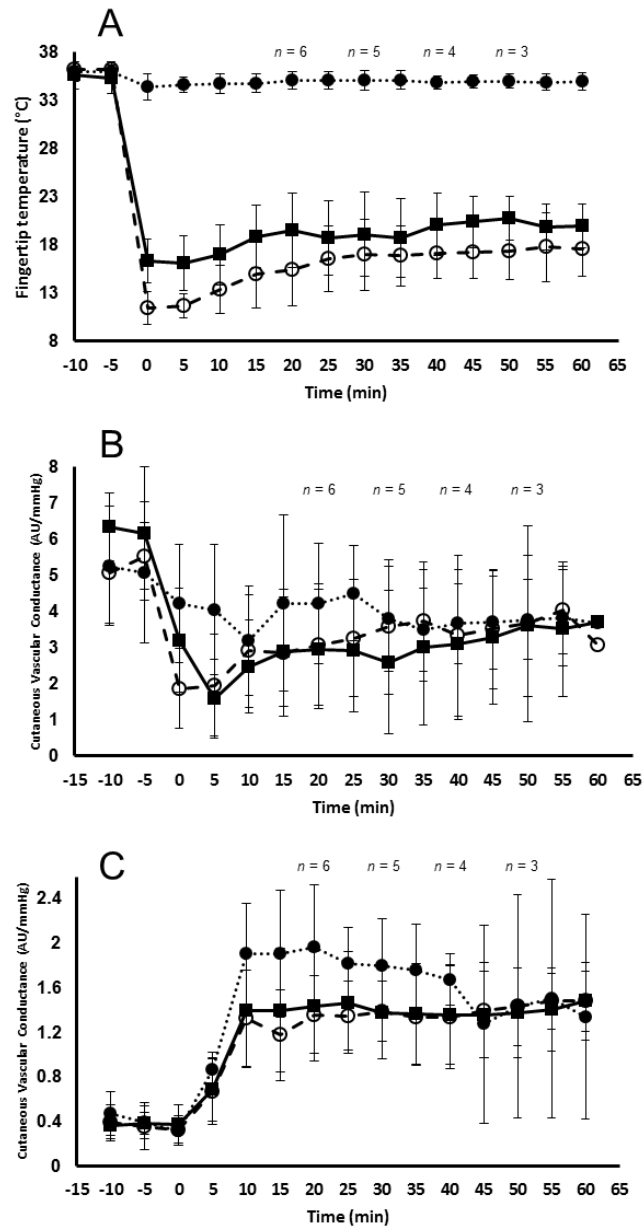 A
n = 6 n = 5 n = 4 n = 3
Fingertip temperature (°C)
38
33
28
23
18
13
8
-10 -5 0 5 10 15 20 25 30 35 40 45 50 55 60 65
Time (min)
B
n = 6 n = 5 n = 4 n = 3
Cutaneous Vascular Conductance (AU/mmHg)
8
7
6
5
4
3
2
1
0
-15 -10 -5 0 5 10 15 20 25 30 35 40 45 50 55 60 65
Time (min)
C
n = 6 n = 5 n = 4 n = 3
Cutaneous Vascular Conductance (AU/mmHg)
2.4
2
1.6
1.2
0.8
0.4
0
-15 -10 -5 0 5 10 15 20 25 30 35 40 45 50 55 60 65
Time (min)